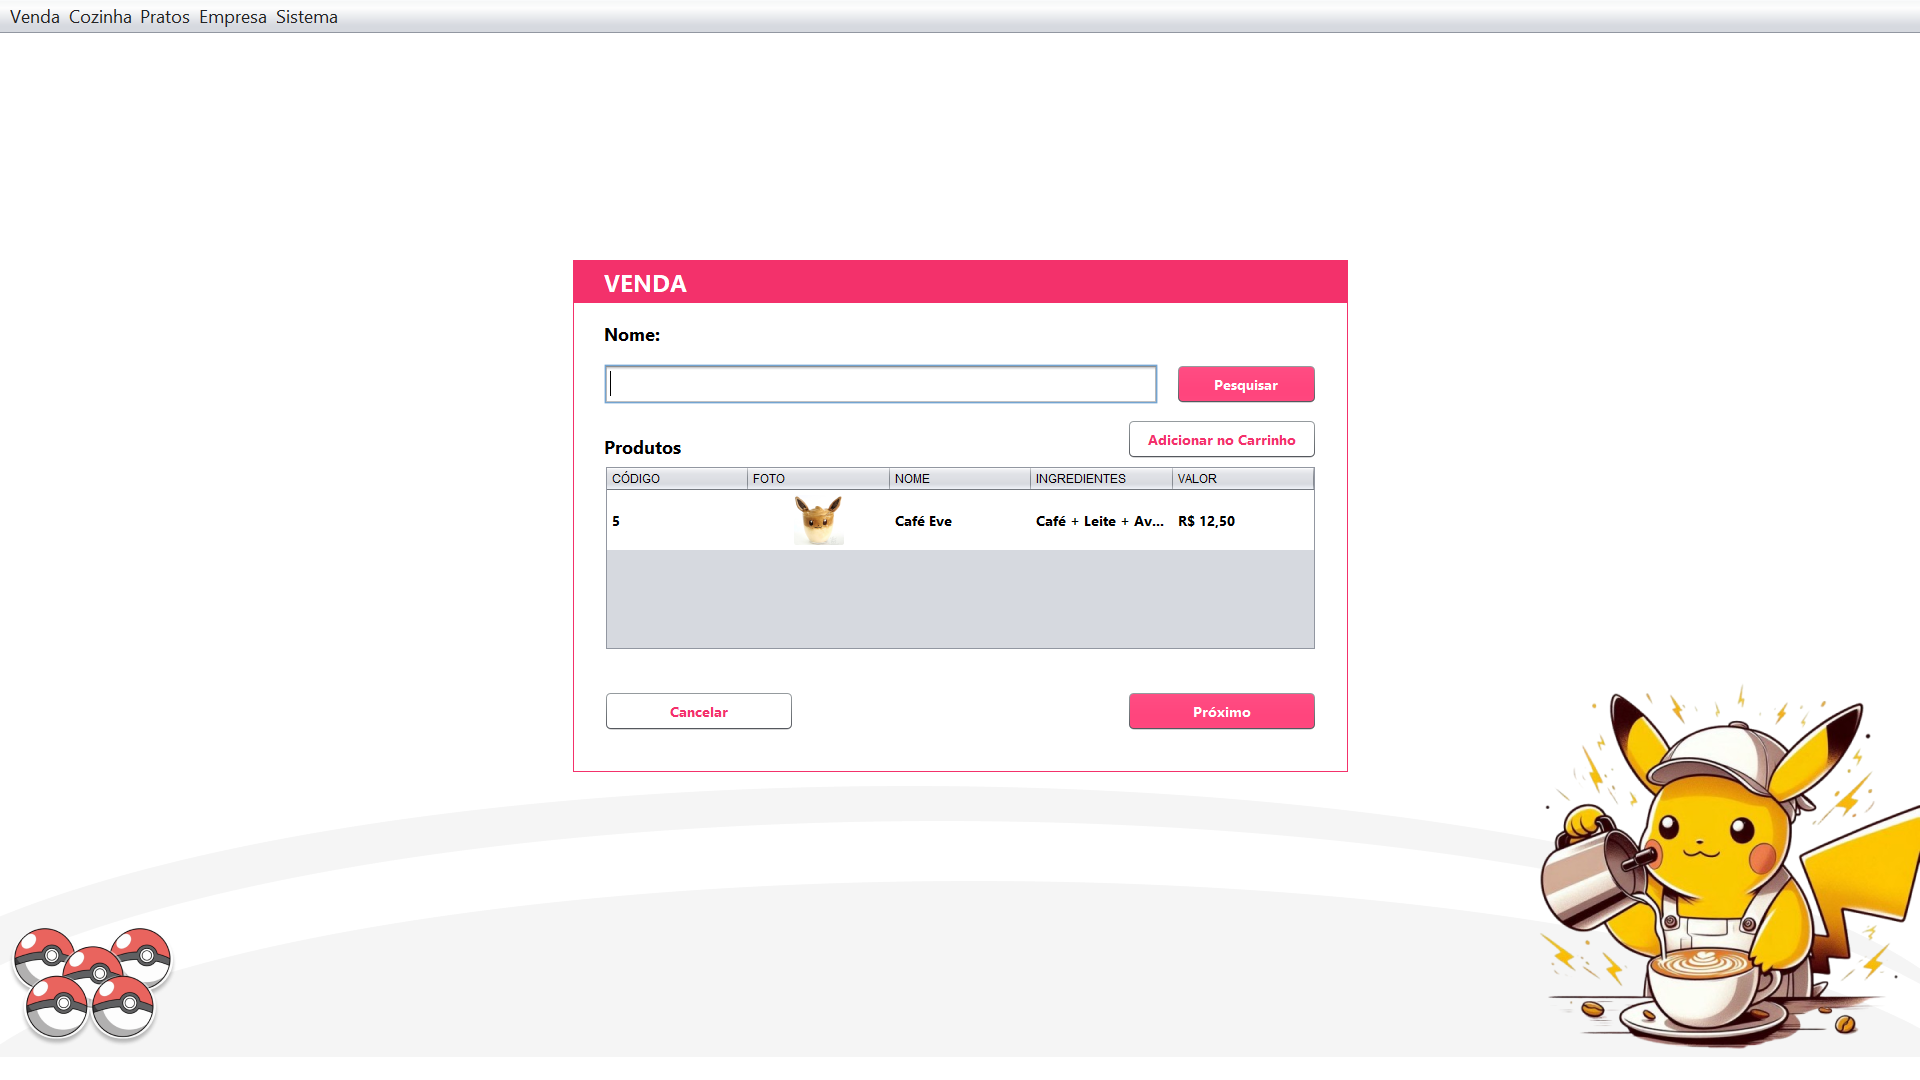 Venda Cozinha Pratos Empresa Sistema
VENDA
Nome:
Pesquisar
Adicionar no Carrinho
Produtos
CÓDIGO FOTO NOME INGREDIENTES VALOR
5 Café Eve Café + Leite + Av... R$ 12,50
Cancelar Próximo